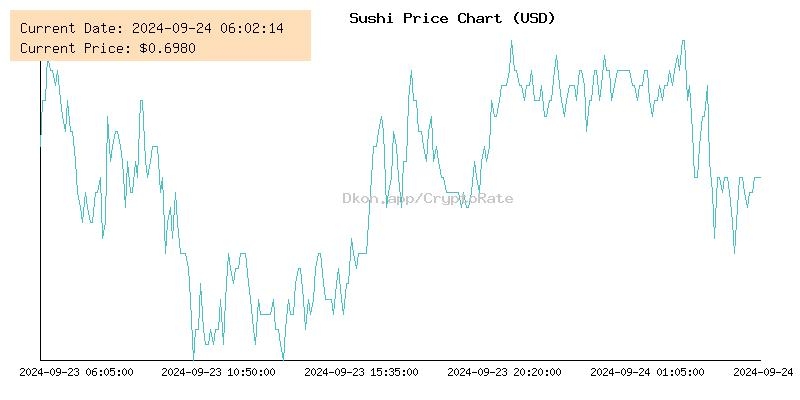 Sushi Price Chart (USD)
Current Date: 2024-09-24 06:02:14
Current Price: $0.6980
Dkon.app/CryptoRate
2024-09-23 06:05:00 2024-09-23 10:50:00 2024-09-23 15:35:00 2024-09-23 20:20:00 2024-09-24 01:05:00 2024-09-24